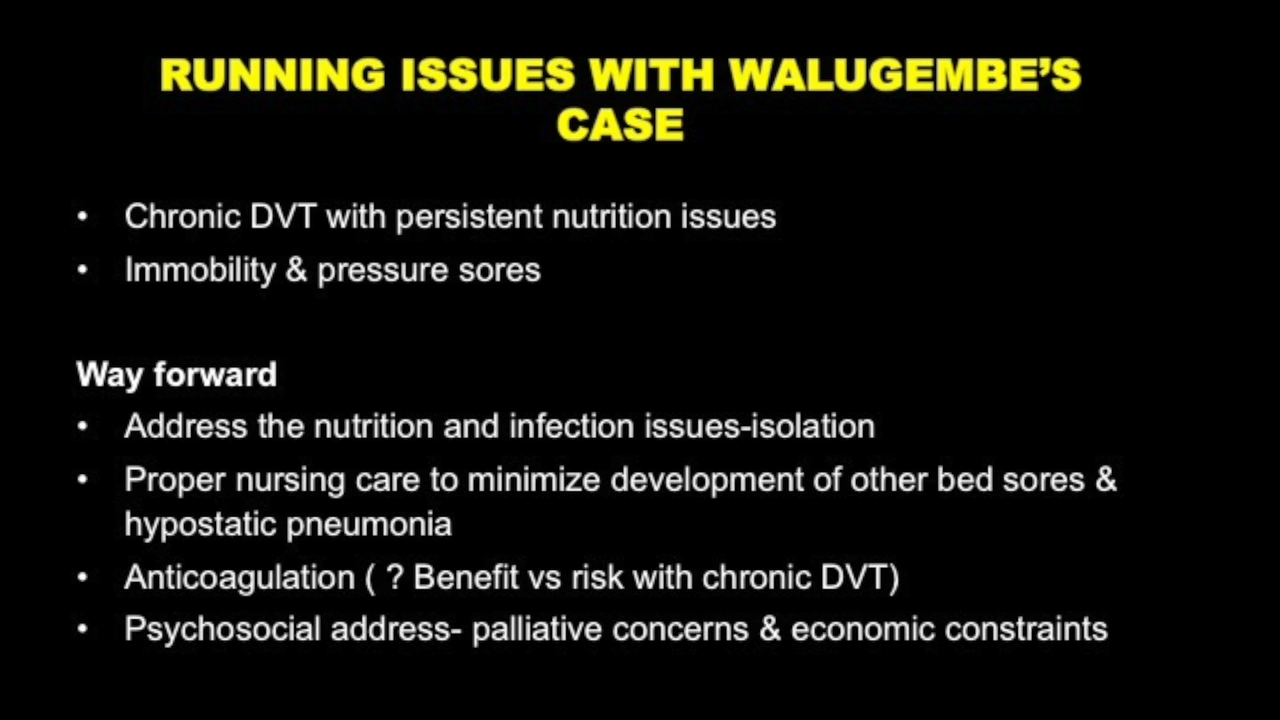 RUNNING ISSUES WITH WALUGEMBE’S
CASE
• Chronic DVT with persistent nutrition issues
• Immobility & pressure sores
Way forward
• Address the nutrition and infection issues-isolation
• Proper nursing care to minimize development of other bed sores &
hypostatic pneumonia
• Anticoagulation ( ? Benefit vs risk with chronic DVT)
• Psychosocial address- palliative concerns & economic constraints